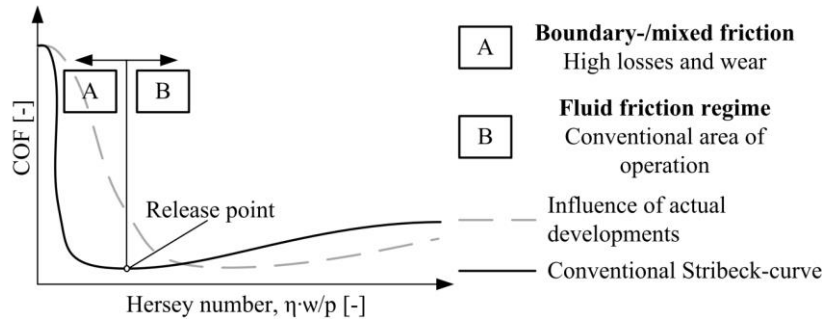 COF [-]
A
B
Release point
Hersey number, η·w/p [-]
A
Boundary-/mixed friction
High losses and wear
B
Fluid friction regime
Conventional area of
operation
Influence of actual
developments
Conventional Stribeck-curve